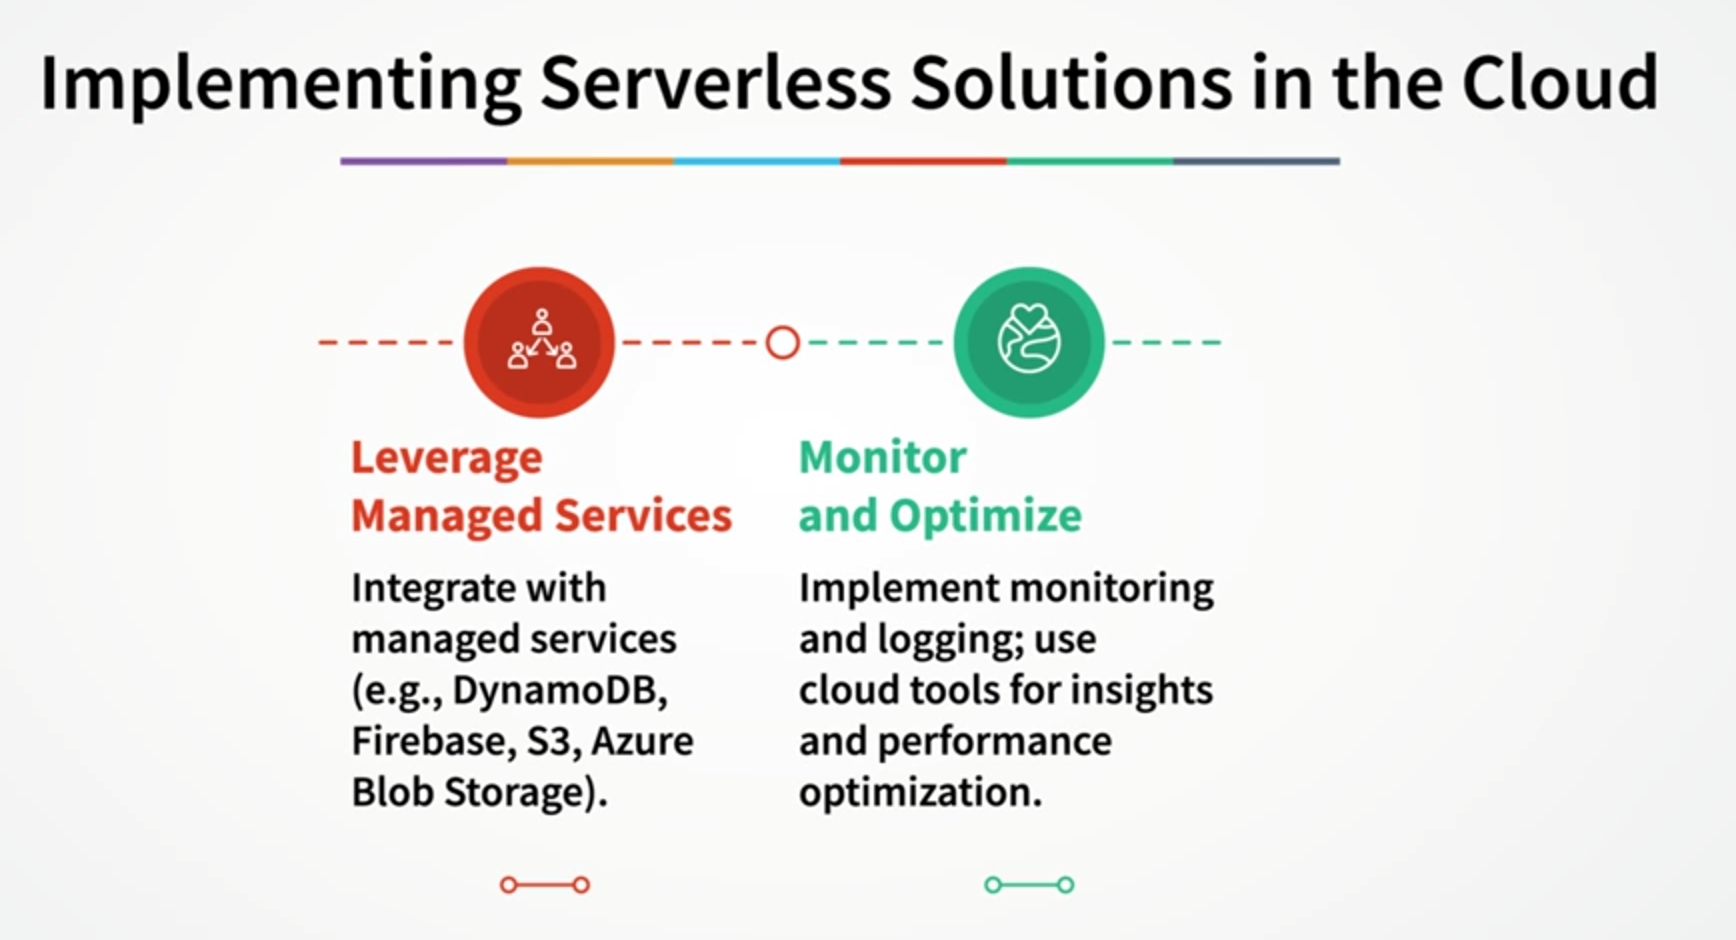 Implementing Serverless Solutions in the Cloud
Leverage
Managed Services
Integrate with
managed services
(e.g., DynamoDB,
Firebase, S3, Azure
Blob Storage).
Monitor
and Optimize
Implement monitoring
and logging; use
cloud tools for insights
and performance
optimization.